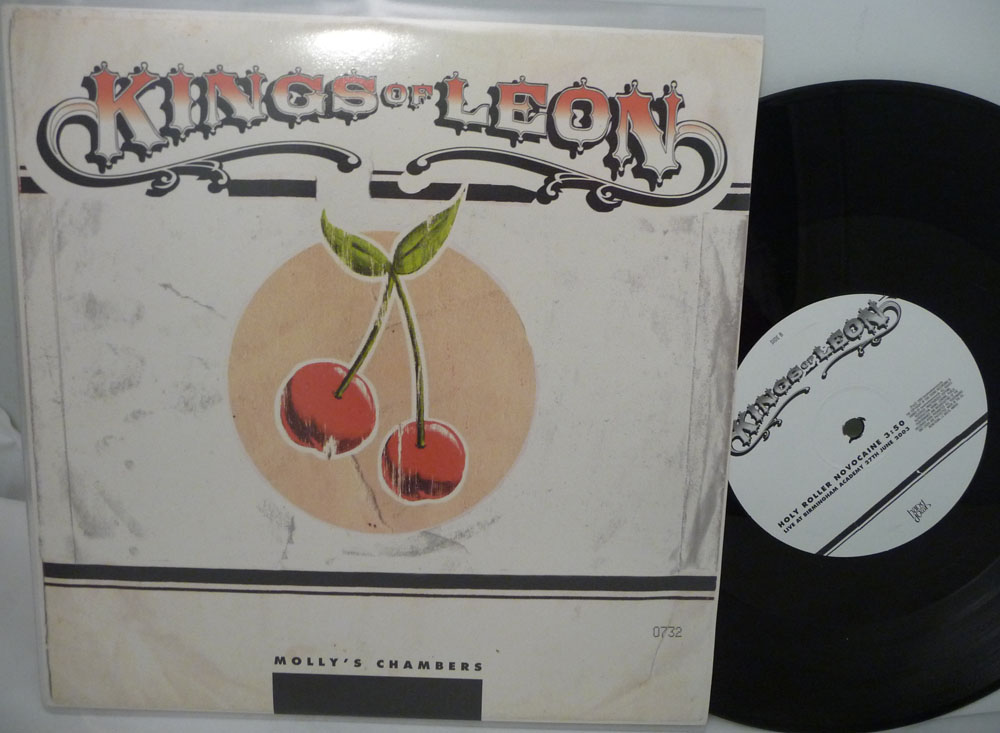 KINGS OF LEON
0732
MOLLY'S CHAMBERS
SIDE B
KINGS OF LEON
HOLY ROLLER NOVOCAINE 3:50
LIVE AT BIRMINGHAM ACADEMY 27TH JUNE 2003